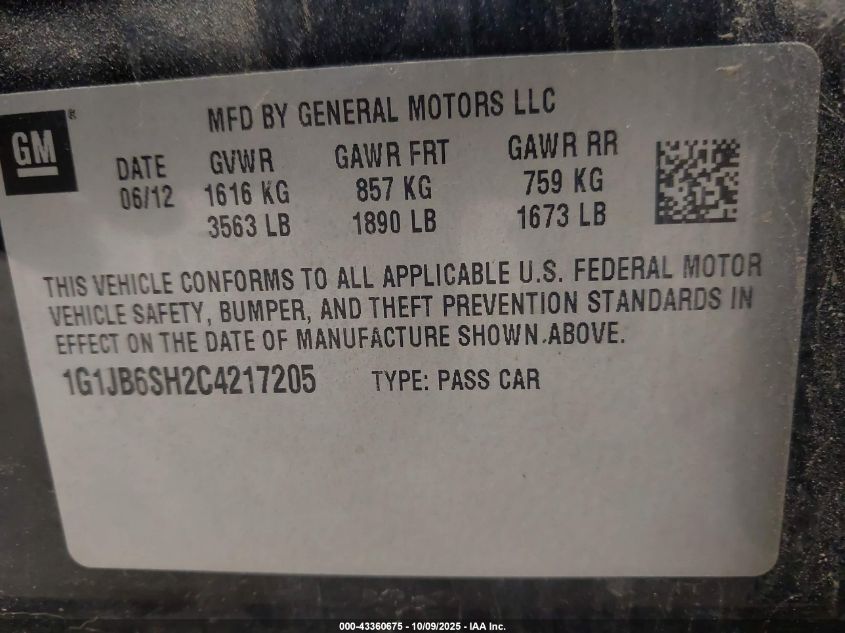 MFD BY GENERAL MOTORS LLC
GM ®
DATE GVWR GAWR FRT GAWR RR
06/12 1616 KG 857 KG 759 KG
3563 LB 1890 LB 1673 LB
THIS VEHICLE CONFORMS TO ALL APPLICABLE U.S. FEDERAL MOTOR
VEHICLE SAFETY, BUMPER, AND THEFT PREVENTION STANDARDS IN
EFFECT ON THE DATE OF MANUFACTURE SHOWN ABOVE.
1G1JB6SH2C4217205 TYPE: PASS CAR
000-43360675 - 10/09/2025 - IAA Inc.